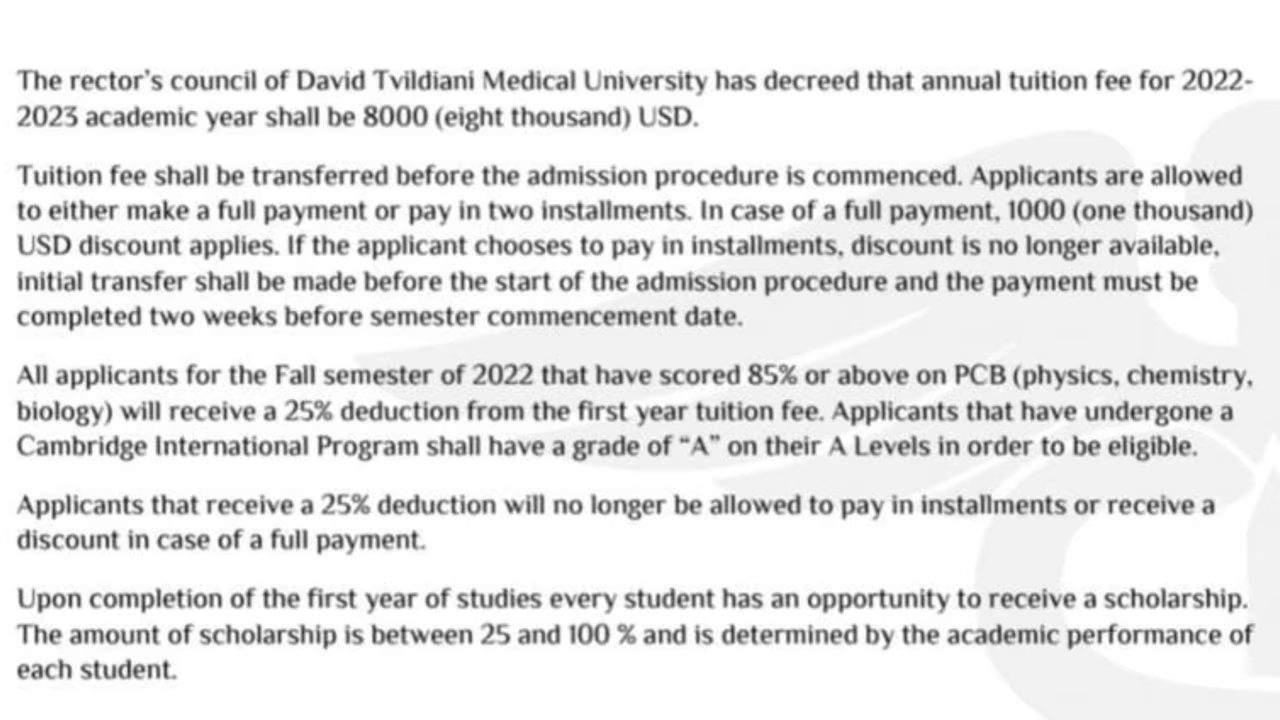 The rector's council of David Tvildiani Medical University has decreed that annual tuition fee for 2022-
2023 academic year shall be 8000 (eight thousand) USD.
Tuition fee shall be transferred before the admission procedure is commenced. Applicants are allowed
to either make a full payment or pay in two installments. In case of a full payment, 1000 (one thousand)
USD discount applies. If the applicant chooses to pay in installments, discount is no longer available,
initial transfer shall be made before the start of the admission procedure and the payment must be
completed two weeks before semester commencement date.
All applicants for the Fall semester of 2022 that have scored 85% or above on PCB (physics, chemistry,
biology) will receive a 25% deduction from the first year tuition fee. Applicants that have undergone a
Cambridge International Program shall have a grade of “A” on their A Levels in order to be eligible.
Applicants that receive a 25% deduction will no longer be allowed to pay in installments or receive a
discount in case of a full payment.
Upon completion of the first year of studies every student has an opportunity to receive a scholarship.
The amount of scholarship is between 25 and 100 % and is determined by the academic performance of
each student.